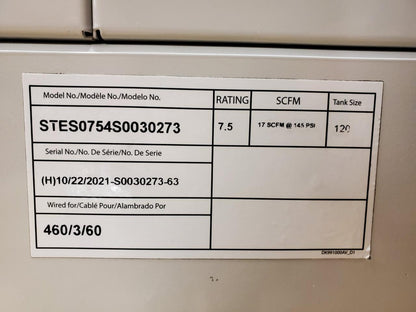 Model No./Modèle No./Modelo No. RATING SCFM Tank Size
STES0754S0030273 7.5 17 SCFM @ 145 PSI 120
Serial No./No. De Série/No. De Serie
(H)10/22/2021-S0030273-63
Wired for/Cablé Pour/Alambrado Por
460/3/60
DK991009AV_D1